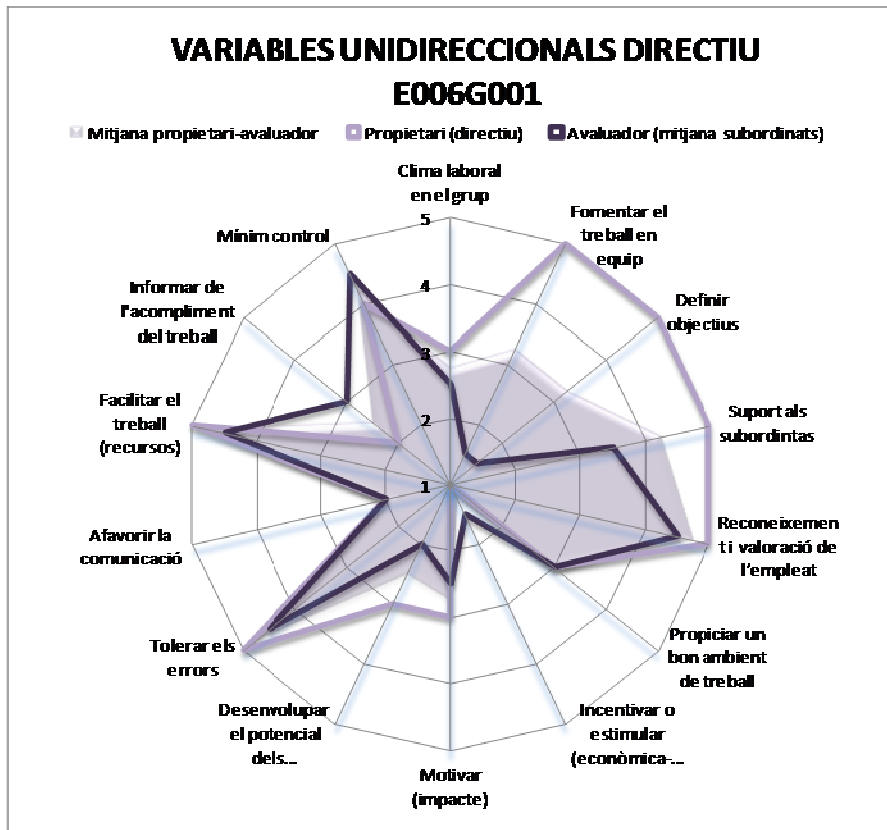 VARIABLES UNIDIRECCIONALS DIRECTIU
E006G001
Mitjana propietari-avaluador
Propietari (directiu)
Avaluador (mitjana subordinats)
Clima laboral
en el grup
Fomentar el
treball en
equip
Definir
objectius
Suport als
subordintas
Reconeixemen
t i valoració de
l'empleat
Propiciar un
bon ambient
de treball
Incentivar o
estimular
(econòmica-...
Motivar
(impacte)
Desenvolupar
el potencial
dels...
Tolerar els
errors
Afavorir la
comunicació
Facilitar el
treball
(recursos)
Informar de
l'acompliment
del treball
Mínim control
5
4
3
2
1